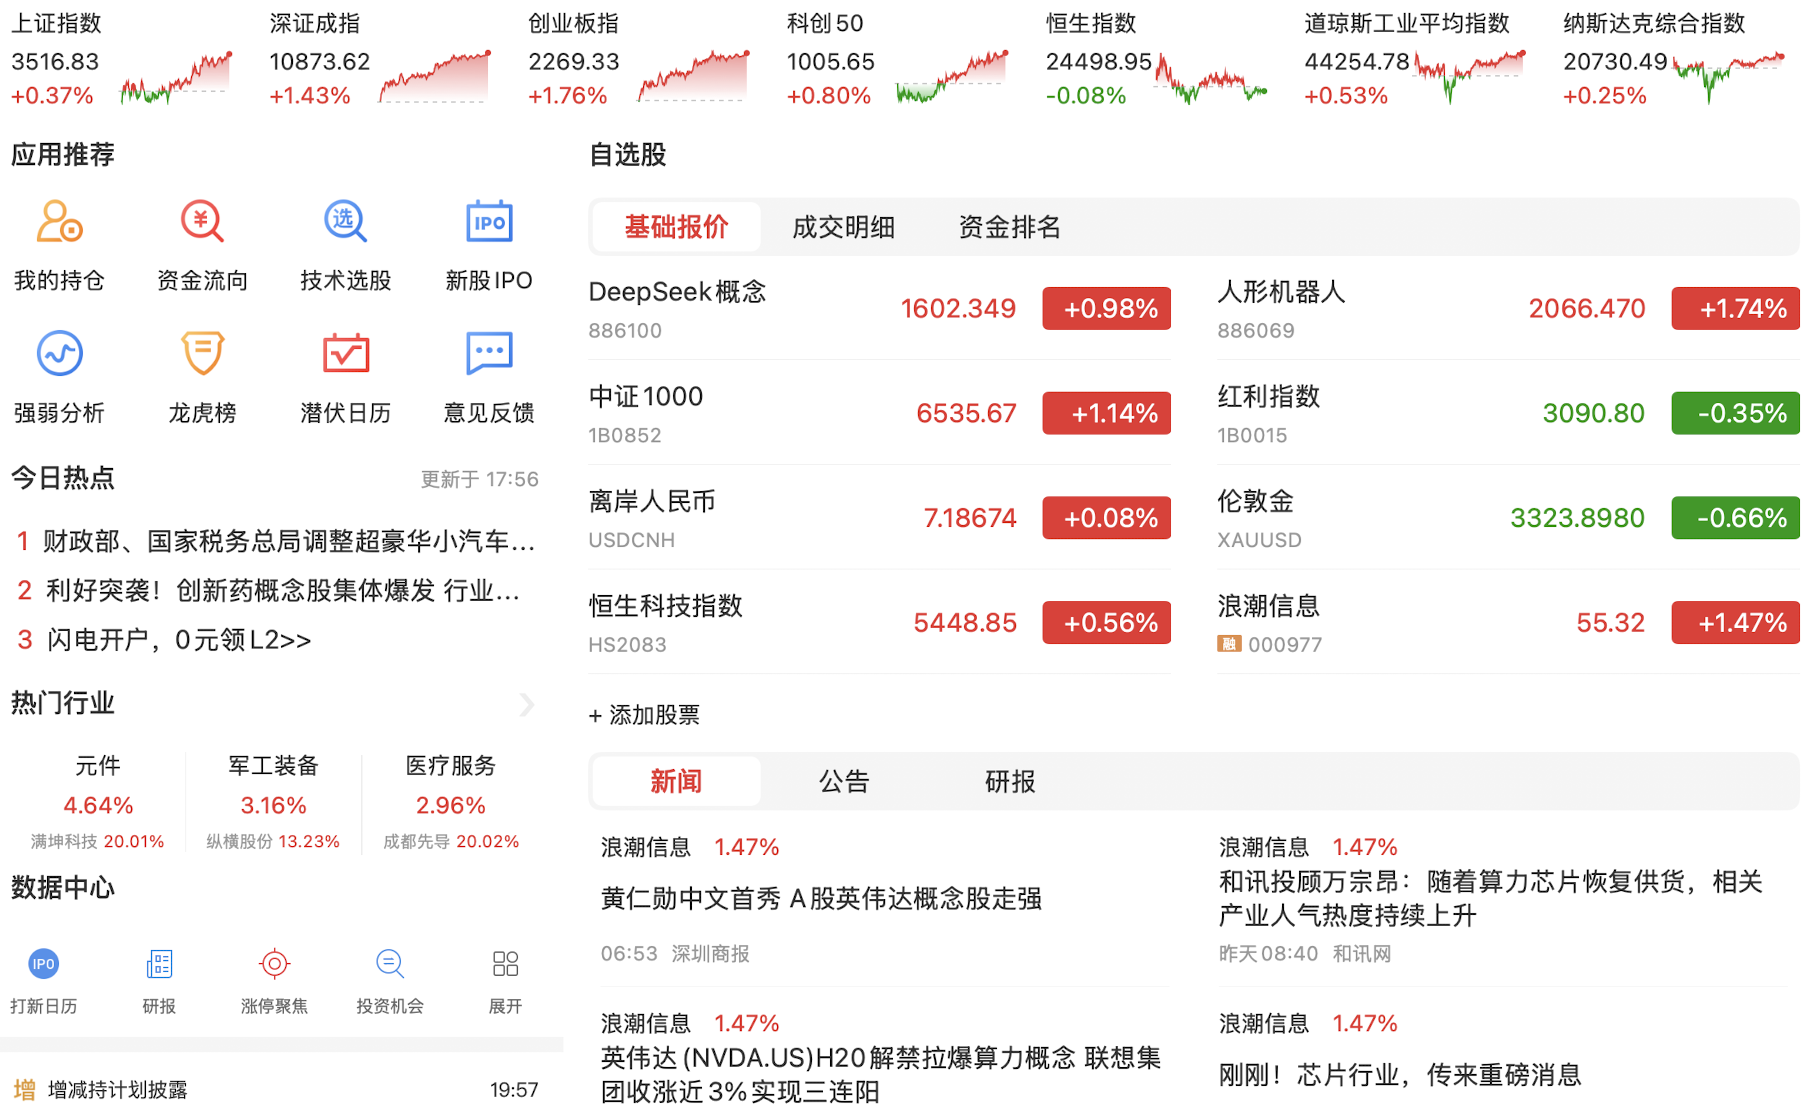 上证指数
3516.83
+0.37%
深证成指
10873.62
+1.43%
创业板指
2269.33
+1.76%
科创50
1005.65
+0.80%
恒生指数
24498.95
-0.08%
道琼斯工业平均指数
44254.78
+0.53%
纳斯达克综合指数
20730.49
+0.25%
应用推荐
¥
选
IPO
我的持仓
资金流向
技术选股
新股IPO
强弱分析
龙虎榜
潜伏日历
意见反馈
今日热点
更新于 17:56
1 财政部、国家税务总局调整超豪华小汽车...
2 利好突袭！创新药概念股集体爆发 行业...
3 闪电开户，0元领L2>>
热门行业
元件
4.64%
满坤科技 20.01%
军工装备
3.16%
纵横股份 13.23%
医疗服务
2.96%
成都先导 20.02%
数据中心
IPO
打新日历
研报
涨停聚焦
投资机会
展开
增 增减持计划披露 19:57
自选股
基础报价 成交明细 资金排名
DeepSeek概念
886100
1602.349 +0.98%
人形机器人
886069
2066.470 +1.74%
中证1000
1B0852
6535.67 +1.14%
红利指数
1B0015
3090.80 -0.35%
离岸人民币
USDCNH
7.18674 +0.08%
伦敦金
XAUUSD
3323.8980 -0.66%
恒生科技指数
HS2083
5448.85 +0.56%
浪潮信息
融 000977
55.32 +1.47%
+ 添加股票
新闻 公告 研报
浪潮信息 1.47%
黄仁勋中文首秀 A股英伟达概念股走强
06:53 深圳商报
浪潮信息 1.47%
和讯投顾万宗昂：随着算力芯片恢复供货，相关
产业人气热度持续上升
昨天08:40 和讯网
浪潮信息 1.47%
英伟达(NVDA.US)H20解禁拉爆算力概念 联想集
团收涨近3%实现三连阳
浪潮信息 1.47%
刚刚！芯片行业，传来重磅消息